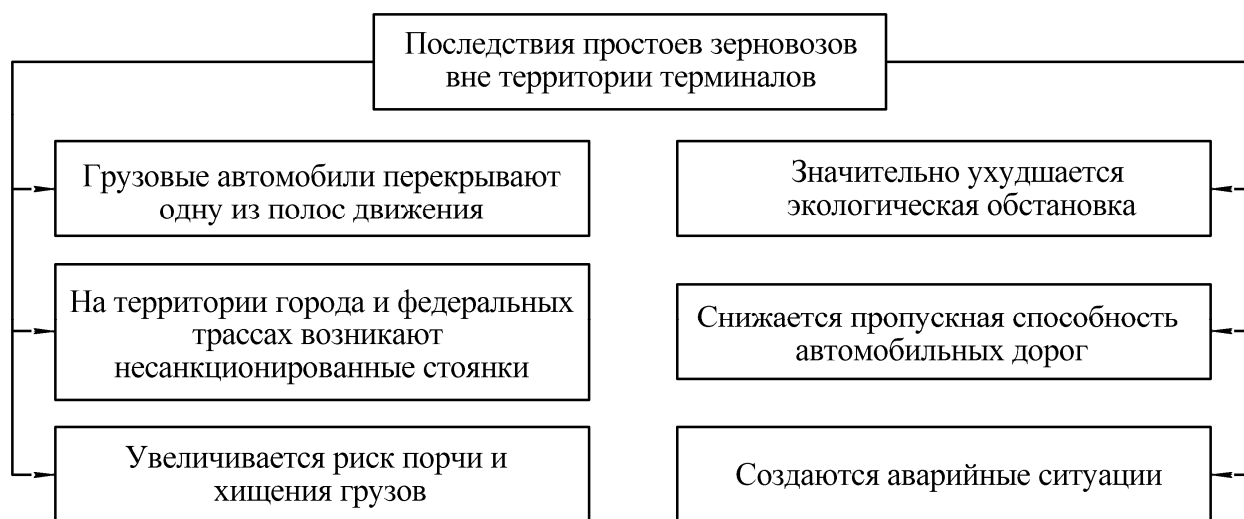 Последствия простоев зерновозов
вне территории терминалов
Грузовые автомобили перекрывают
одну из полос движения
На территории города и федеральных
трассах возникают
несанкционированные стоянки
Увеличивается риск порчи и
хищения грузов
Значительно ухудшается
экологическая обстановка
Снижается пропускная способность
автомобильных дорог
Создаются аварийные ситуации